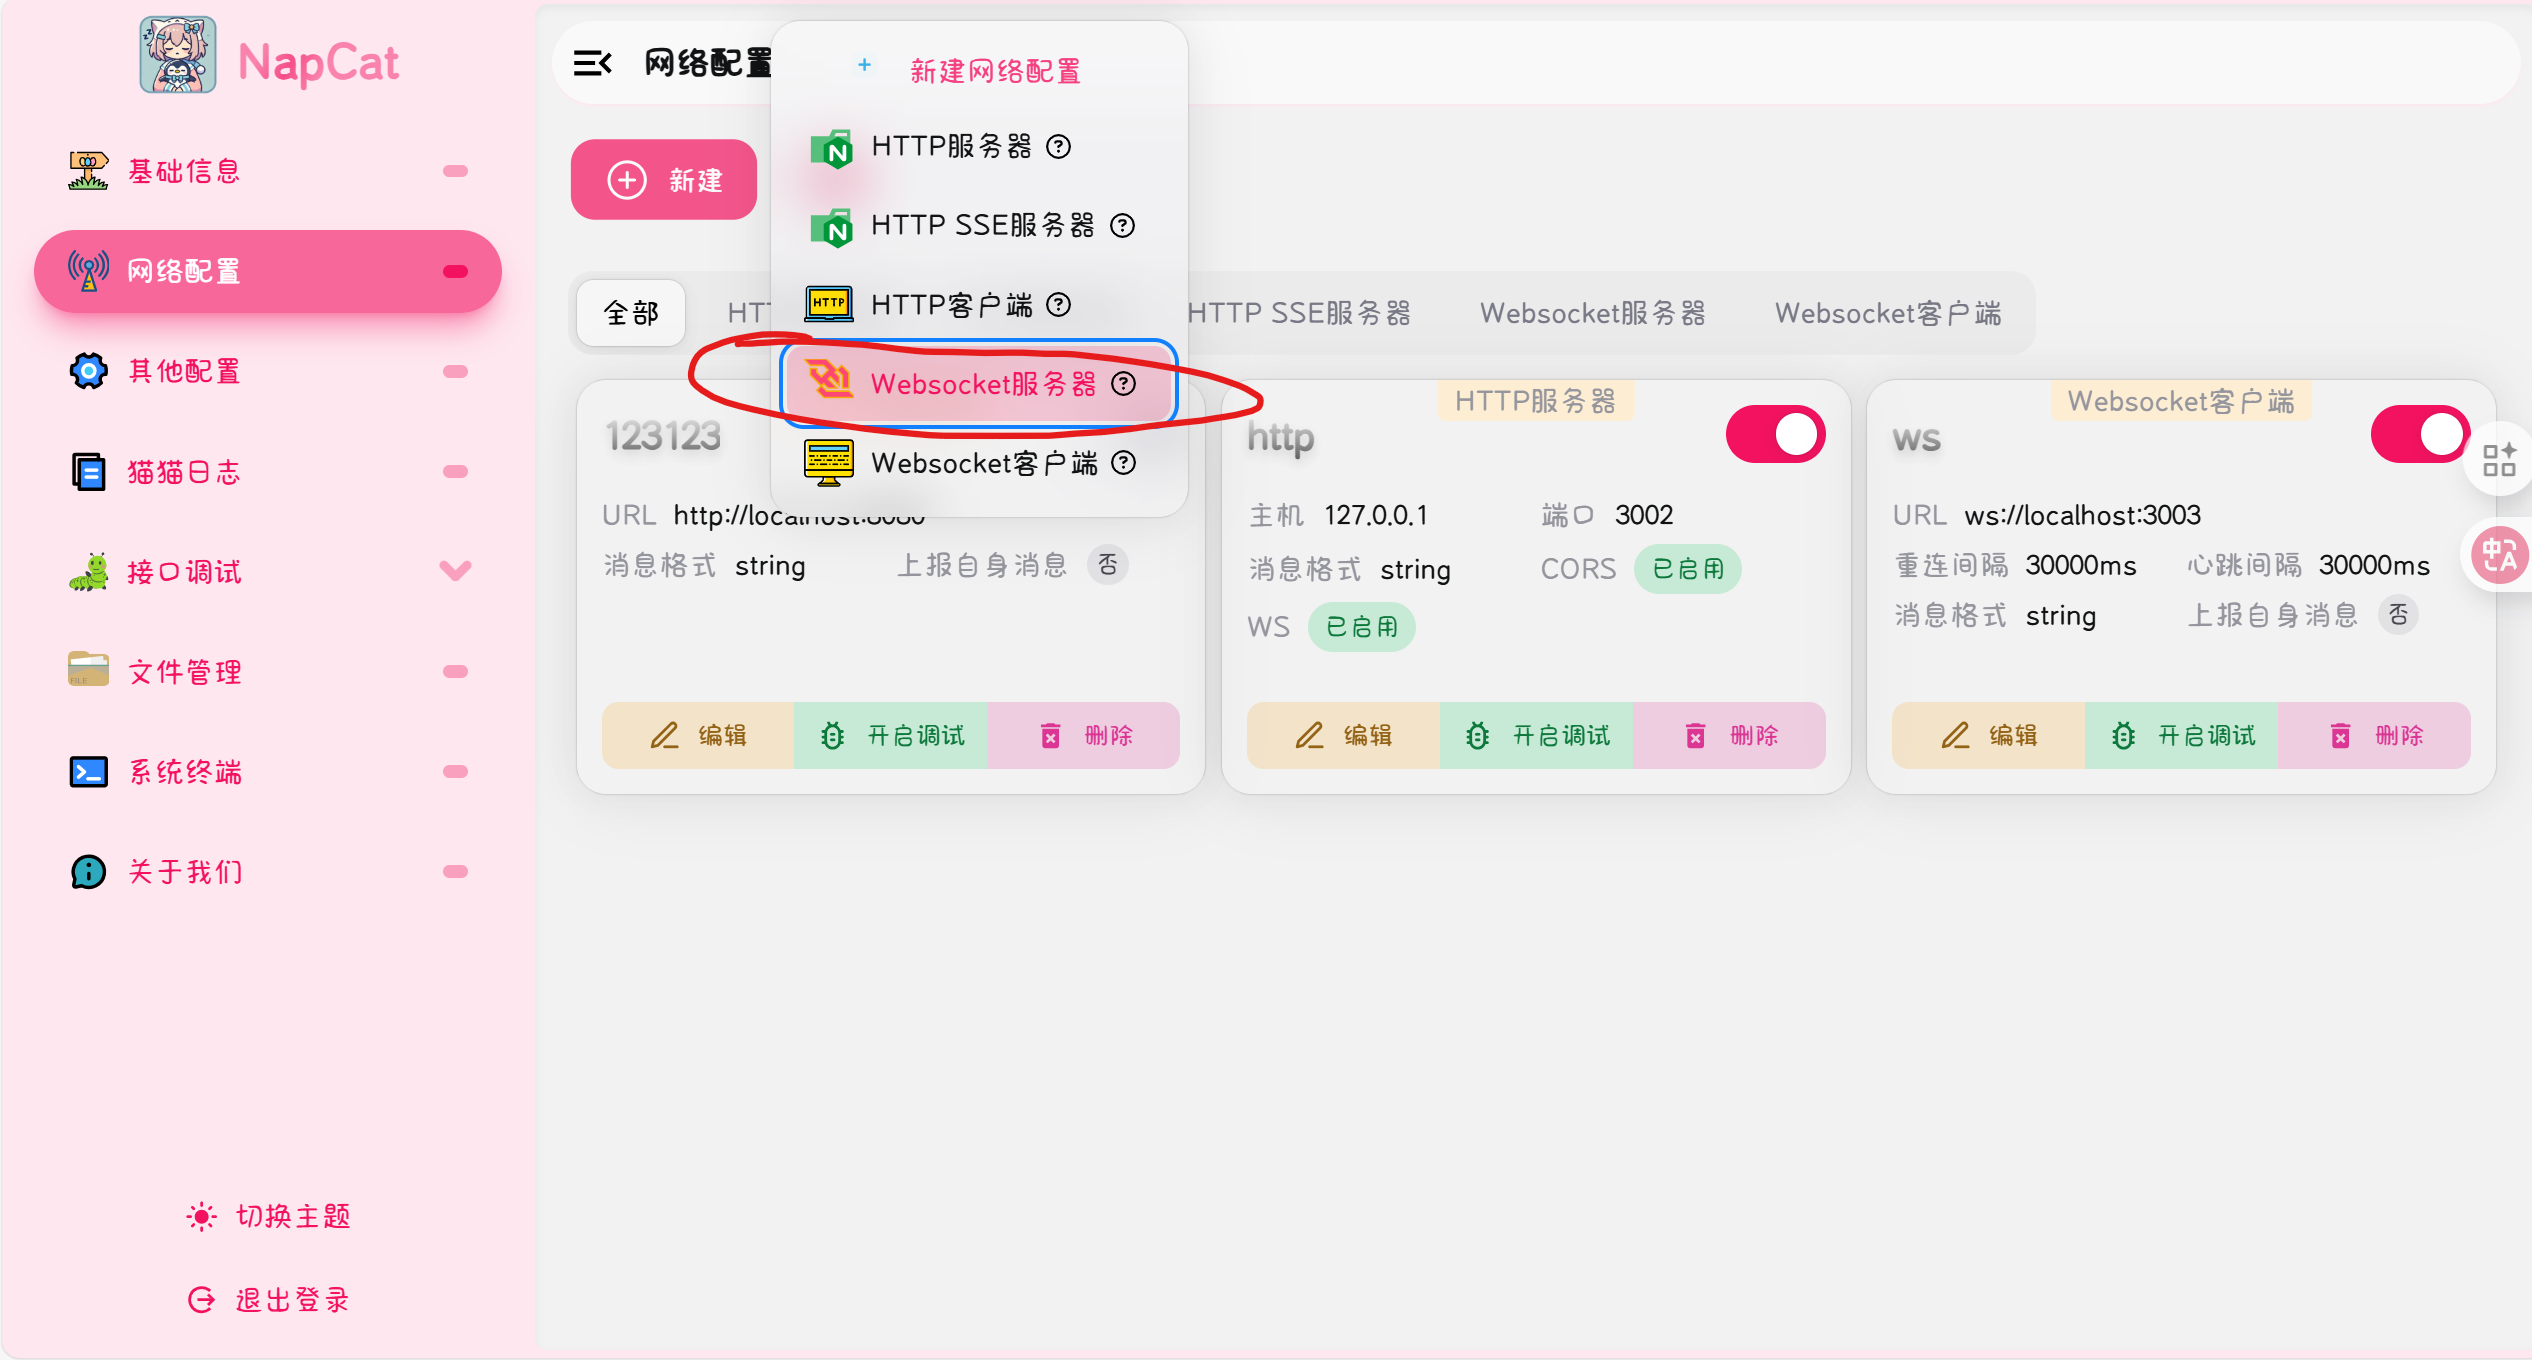 NapCat
基础信息
网络配置
其他配置
猫猫日志
接口调试
文件管理
系统终端
关于我们
切换主题
退出登录
网络配置
新建
+ 新建网络配置
HTTP服务器
HTTP SSE服务器
HTTP客户端
Websocket服务器
Websocket客户端
全部
HTTP SSE服务器
Websocket服务器
Websocket客户端
123123
URL http://localhost:8080
消息格式 string 上报自身消息 否
编辑 开启调试 删除
HTTP服务器
http
主机 127.0.0.1 端口 3002
消息格式 string CORS 已启用
WS 已启用
编辑 开启调试 删除
Websocket客户端
ws
URL ws://localhost:3003
重连间隔 30000ms 心跳间隔 30000ms
消息格式 string 上报自身消息 否
编辑 开启调试 删除